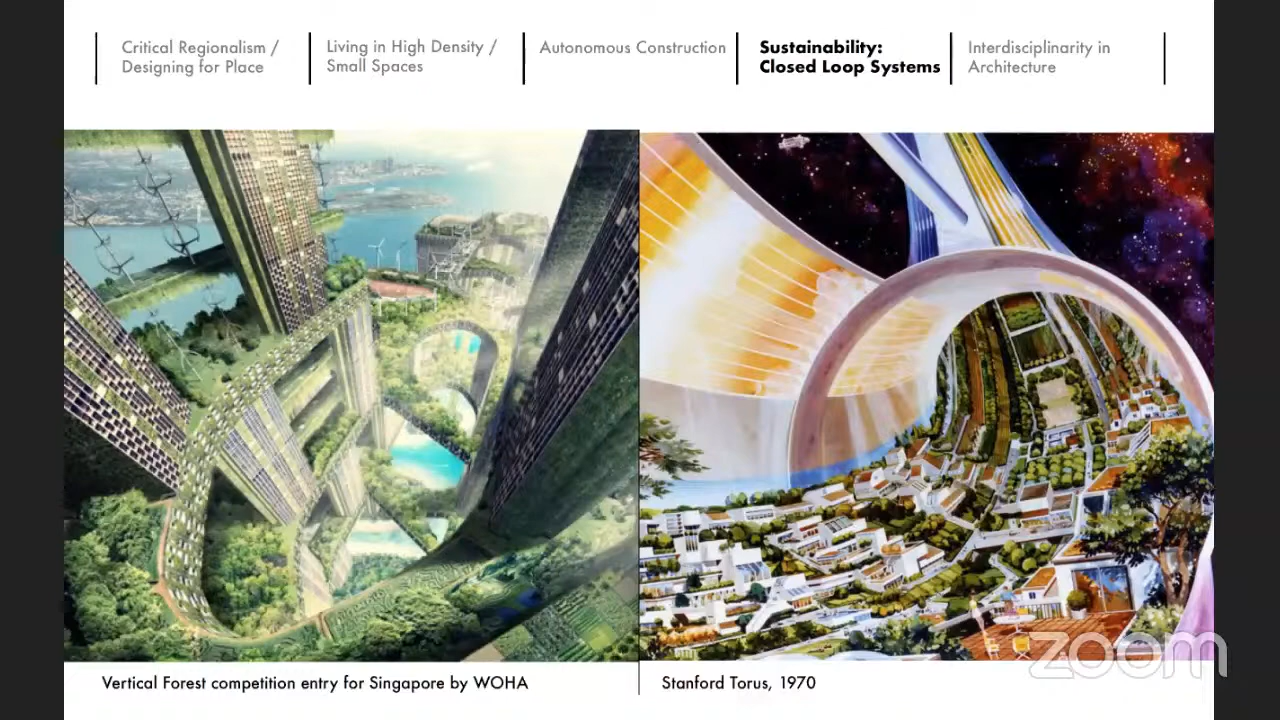 Critical Regionalism /
Designing for Place
Living in High Density /
Small Spaces
Autonomous Construction
Sustainability:
Closed Loop Systems
Interdisciplinarity in
Architecture
Vertical Forest competition entry for Singapore by WOHA
Stanford Torus, 1970
zoom